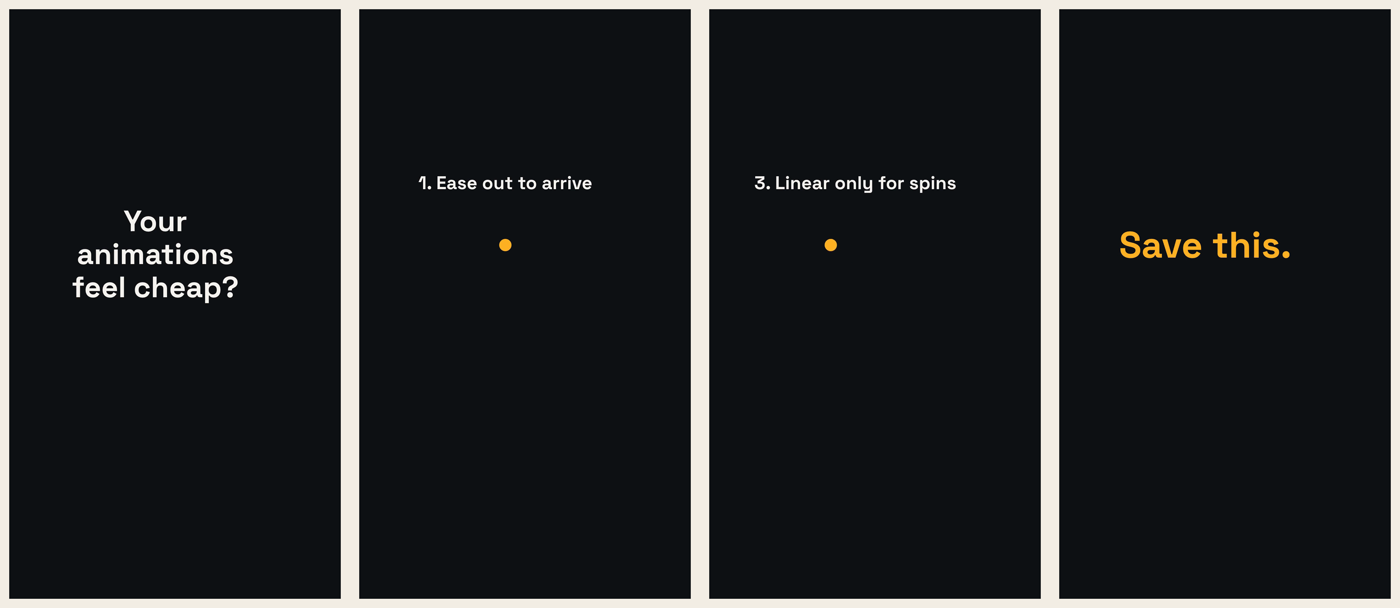 Your
animations
feel cheap?
1. Ease out to arrive
3. Linear only for spins
Save this.